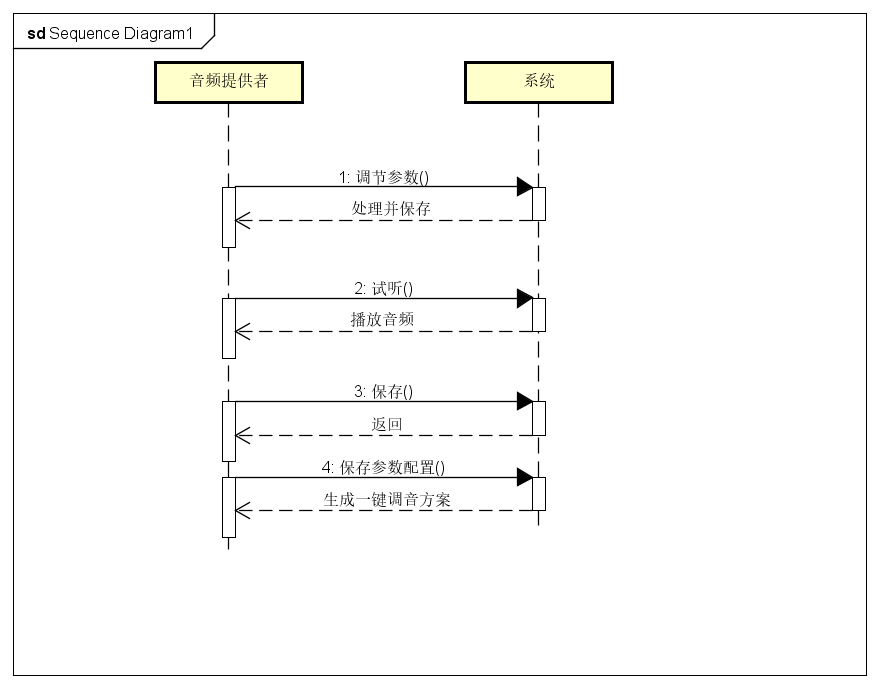 sd Sequence Diagram1
音频提供者
系统
1: 调节参数()
处理并保存
2: 试听()
播放音频
3: 保存()
返回
4: 保存参数配置()
生成一键调音方案